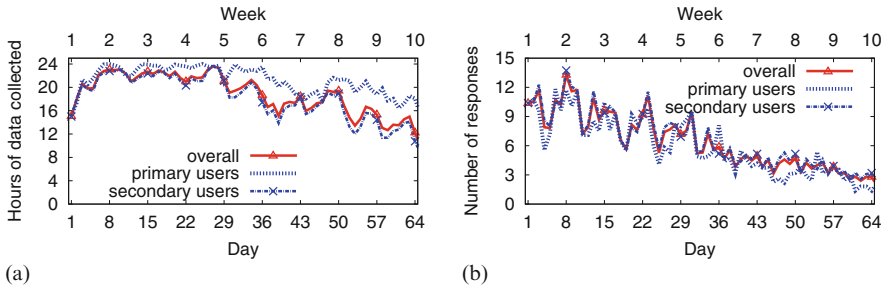 Week
1 2 3 4 5 6 7 8 9 10
Hours of data collected
24
20
16
12
8
4
0
overall
primary users
secondary users
1 8 15 22 29 36 43 50 57 64
Day
(a)
Week
1 2 3 4 5 6 7 8 9 10
Number of responses
15
12
9
6
3
0
overall
primary users
secondary users
1 8 15 22 29 36 43 50 57 64
Day
(b)